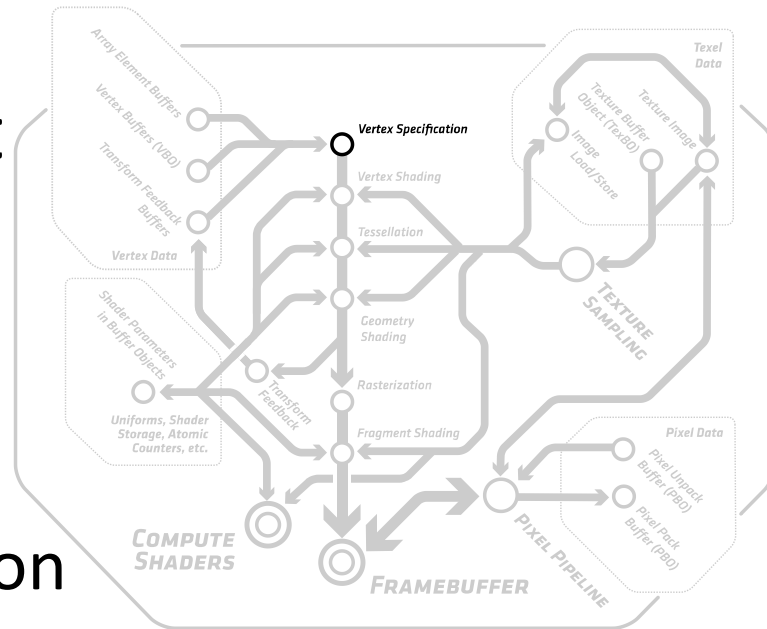 Array Element Buffers
Vertex Buffers (VBO)
Transform Feedback
Buffers
Vertex Data
Vertex Specification
Vertex Shading
Tessellation
Geometry
Shading
Rasterization
Fragment Shading
Texel
Data
Texture Image
Texture Buffer
Object (TexBO)
Image
Load/Store
TEXTURE
SAMPLING
Shader Parameters
in Buffer Objects
Uniforms, Shader
Storage, Atomic
Counters, etc.
Transform
Feedback
COMPUTE
SHADERS
FRAMEBUFFER
PIXEL PIPELINE
Pixel Data
Pixel Unpack
Buffer (PBO)
Pixel Pack
Buffer (PBO)
on